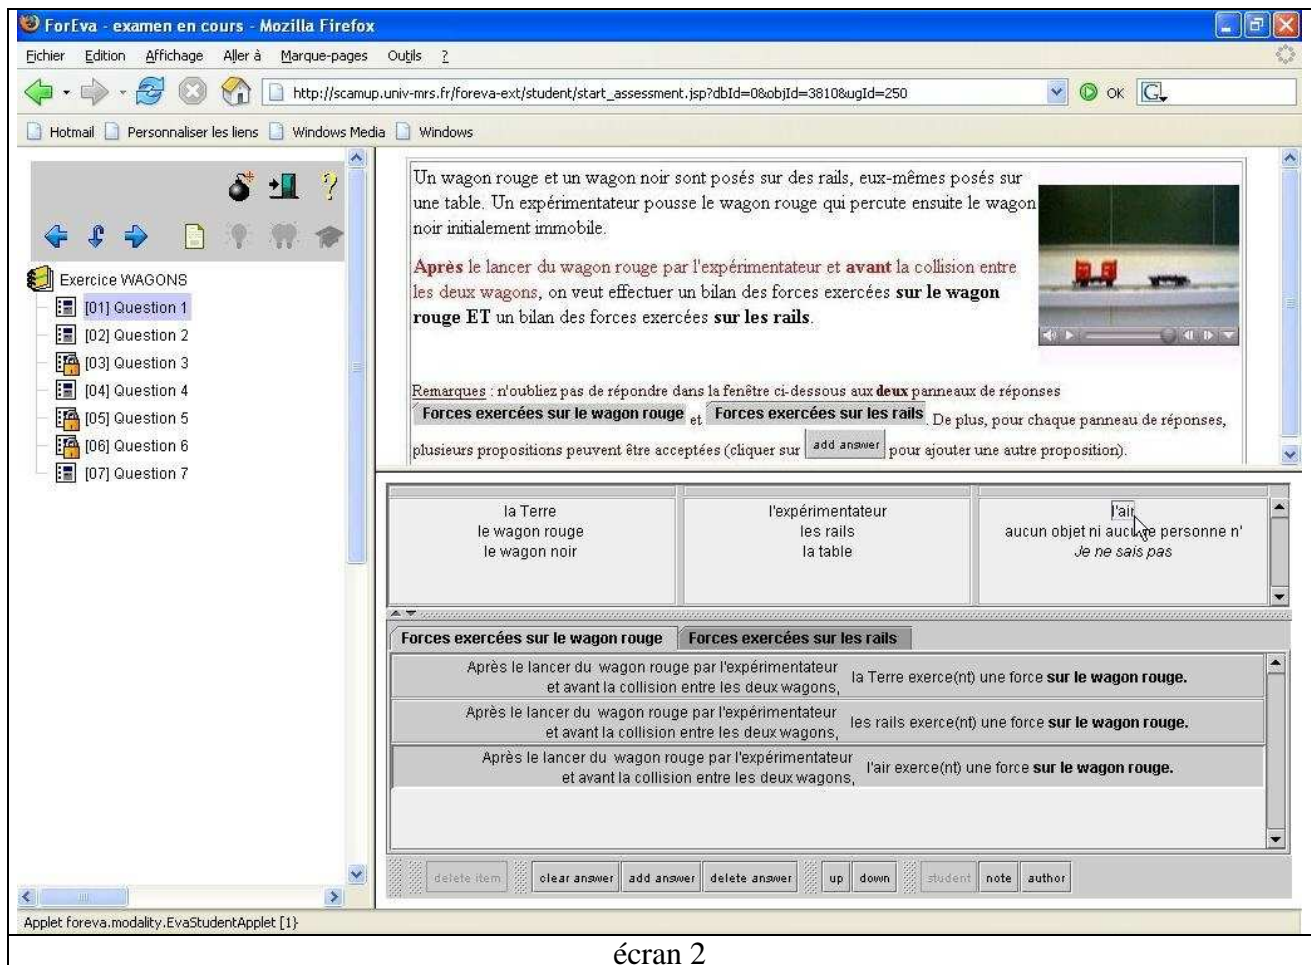 ForEva - examen en cours - Mozilla Firefox
Fichier Edition Affichage Aller à Marque-pages Outils ?
http://scamup.univ-mrs.fr/foreva-ext/student/start_assessment.jsp?dbId=0&objId=3810&ugId=250 OK G
Hotmail Personnaliser les liens Windows Media Windows
?
Exercice WAGONS
[01] Question 1
[02] Question 2
[03] Question 3
[04] Question 4
[05] Question 5
[06] Question 6
[07] Question 7
Un wagon rouge et un wagon noir sont posés sur des rails, eux-mêmes posés sur
une table. Un expérimentateur pousse le wagon rouge qui percute ensuite le wagon
noir initialement immobile.
Après le lancer du wagon rouge par l'expérimentateur et avant la collision entre
les deux wagons, on veut effectuer un bilan des forces exercées sur le wagon
rouge ET un bilan des forces exercées sur les rails.
Remarques : n'oubliez pas de répondre dans la fenêtre ci-dessous aux deux panneaux de réponses
Forces exercées sur le wagon rouge et Forces exercées sur les rails . De plus, pour chaque panneau de réponses,
plusieurs propositions peuvent être acceptées (cliquer sur add answer pour ajouter une autre proposition).
la Terre
le wagon rouge
le wagon noir
l'expérimentateur
les rails
la table
l'air
aucun objet ni aucune personne n'
Je ne sais pas
Forces exercées sur le wagon rouge Forces exercées sur les rails
Après le lancer du wagon rouge par l'expérimentateur
et avant la collision entre les deux wagons, la Terre exerce(nt) une force sur le wagon rouge.
Après le lancer du wagon rouge par l'expérimentateur
et avant la collision entre les deux wagons, les rails exerce(nt) une force sur le wagon rouge.
Après le lancer du wagon rouge par l'expérimentateur
et avant la collision entre les deux wagons, l'air exerce(nt) une force sur le wagon rouge.
delete item clear answer add answer delete answer up down student note author
Applet foreva.modality.EvaStudentApplet [1}
écran 2